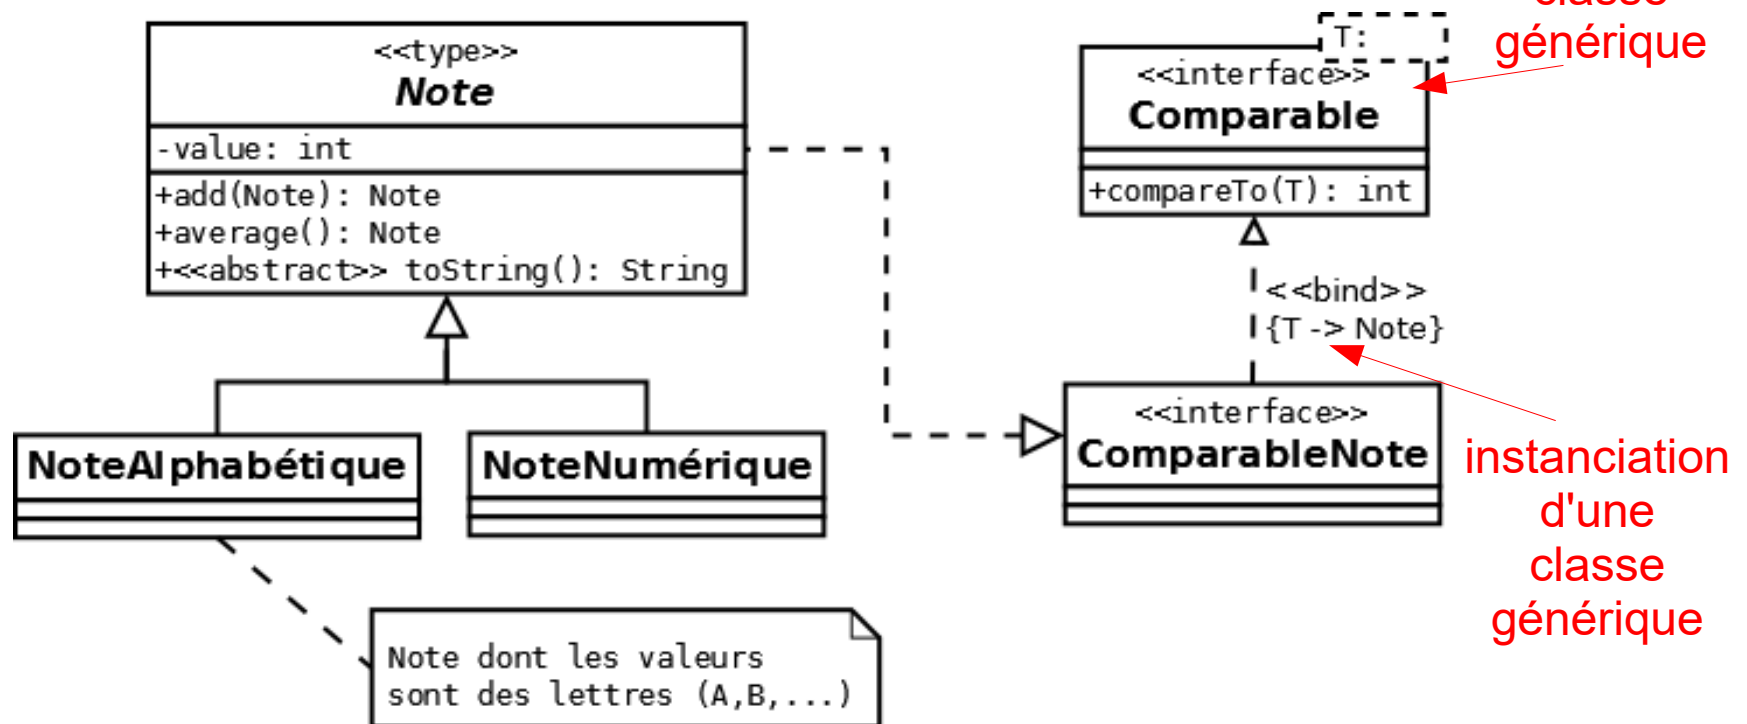 <<type>>
Note
-value: int
+add(Note): Note
+average(): Note
+<<abstract>> toString(): String
NoteAlphabétique
NoteNumérique
Note dont les valeurs
sont des lettres (A,B,...)
T:
<<interface>>
Comparable
+compareTo(T): int
classe
générique
<<bind>>
{T -> Note}
<<interface>>
ComparableNote
instanciation
d'une
classe
générique